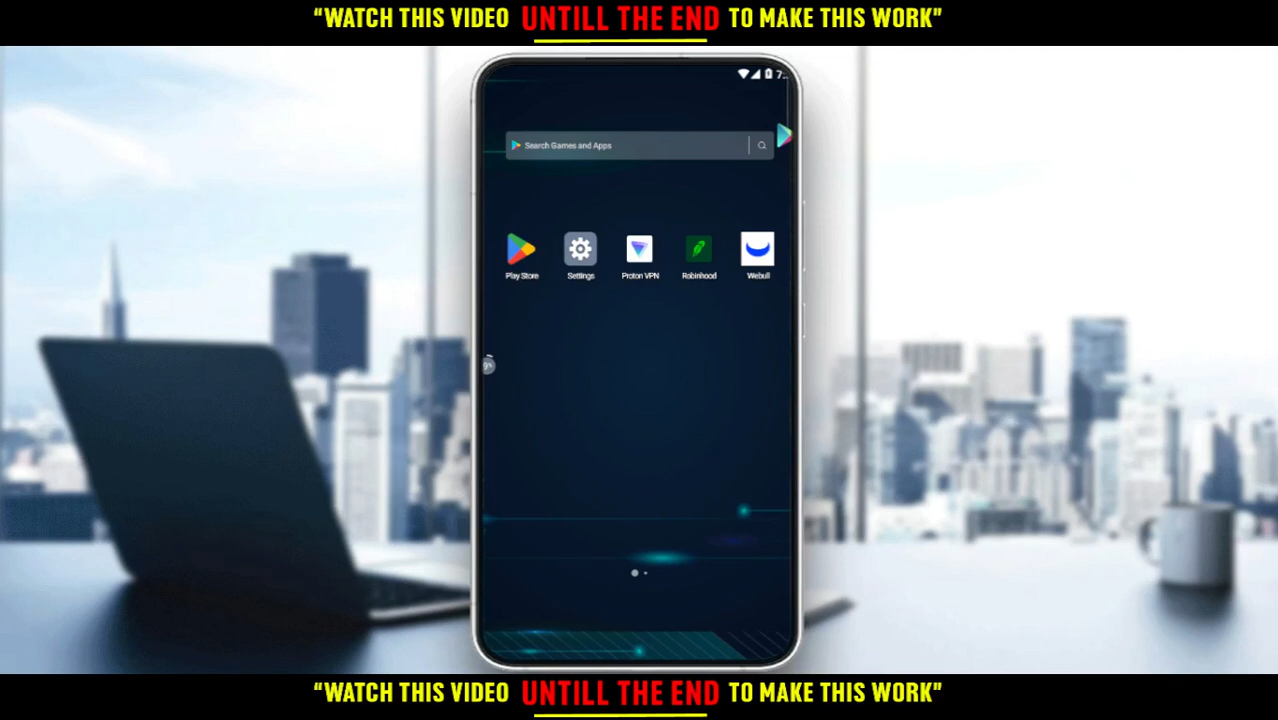 “WATCH THIS VIDEO UNTILL THE END TO MAKE THIS WORK”
Search Games and Apps
Play Store
Settings
Proton VPN
Robinhood
Webull
“WATCH THIS VIDEO UNTILL THE END TO MAKE THIS WORK”